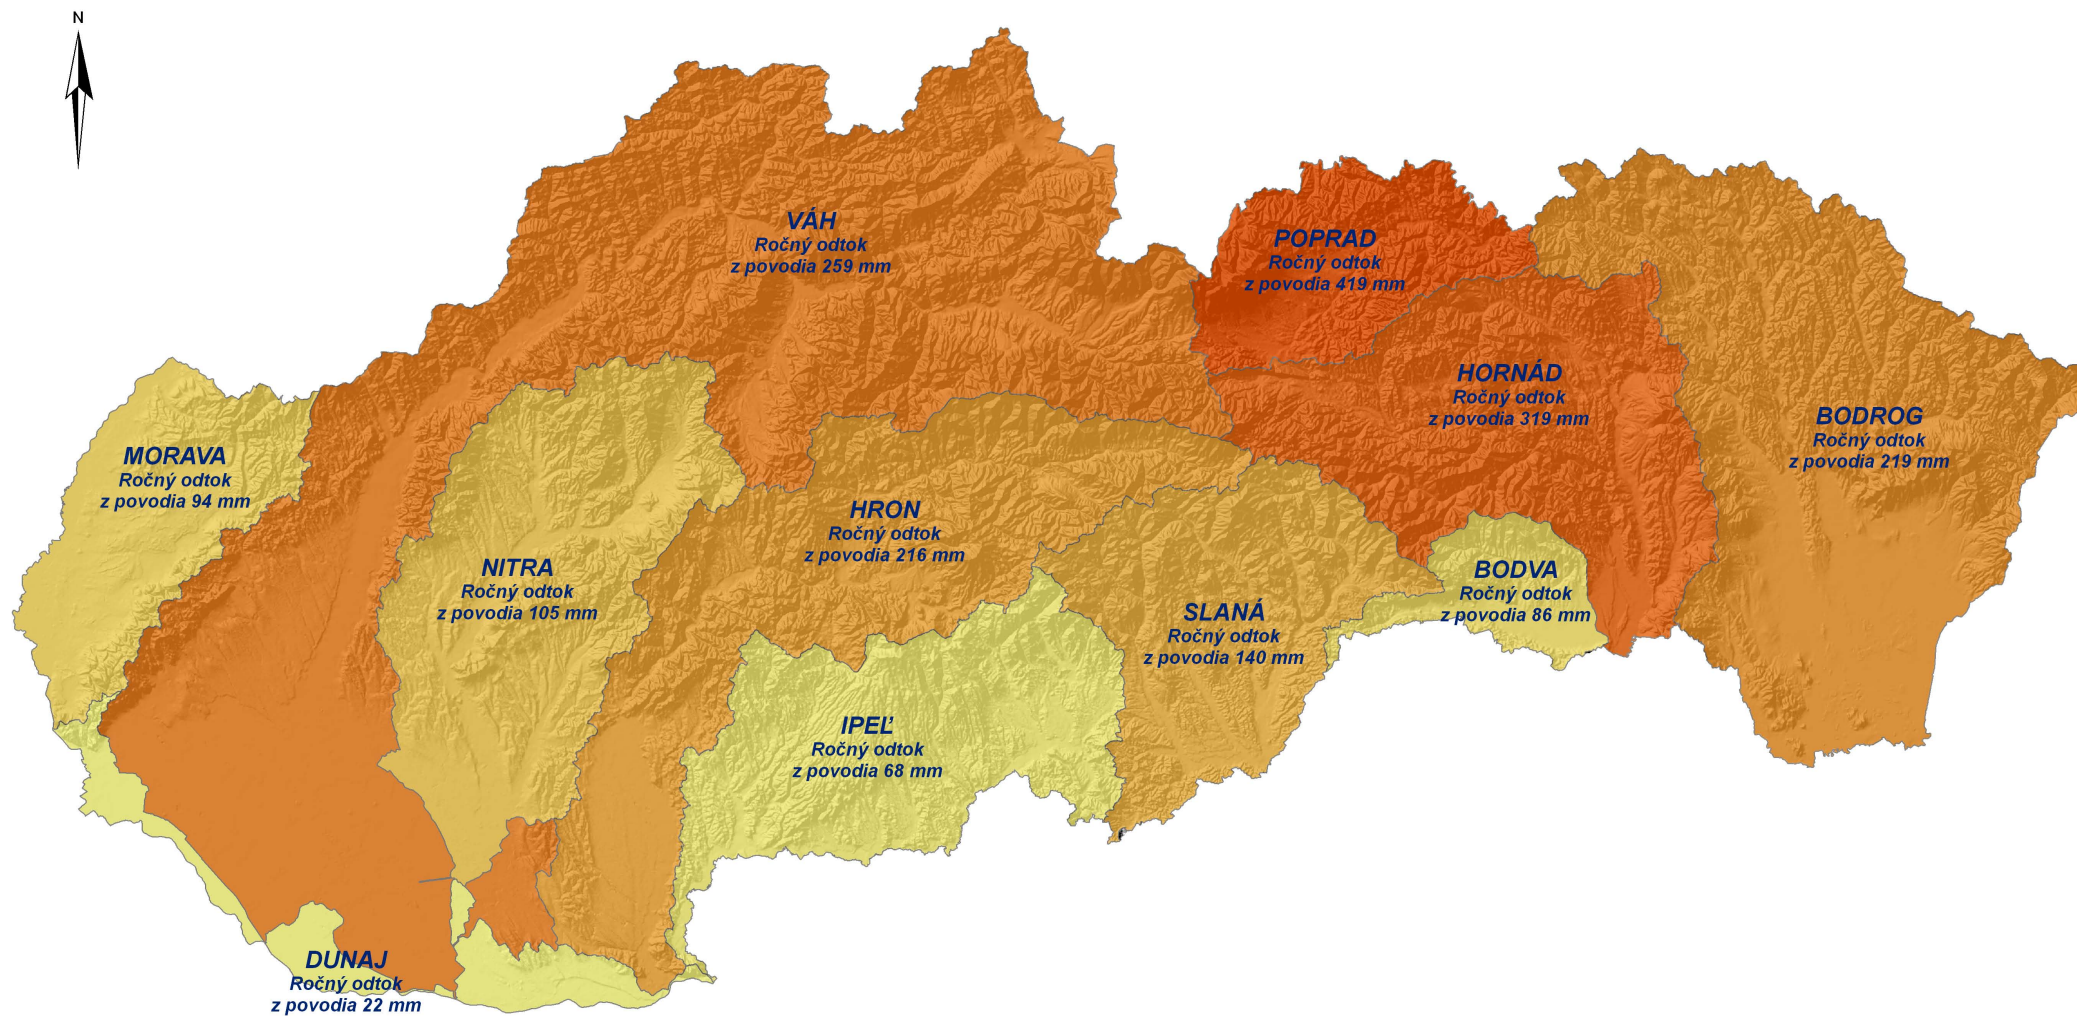 N
VÁH
Ročný odtok
z povodia 259 mm
POPRAD
Ročný odtok
z povodia 419 mm
HORNÁD
Ročný odtok
z povodia 319 mm
BODROG
Ročný odtok
z povodia 219 mm
MORAVA
Ročný odtok
z povodia 94 mm
HRON
Ročný odtok
z povodia 216 mm
NITRA
Ročný odtok
z povodia 105 mm
BODVA
Ročný odtok
z povodia 86 mm
SLANÁ
Ročný odtok
z povodia 140 mm
IPEĽ
Ročný odtok
z povodia 68 mm
DUNAJ
Ročný odtok
z povodia 22 mm